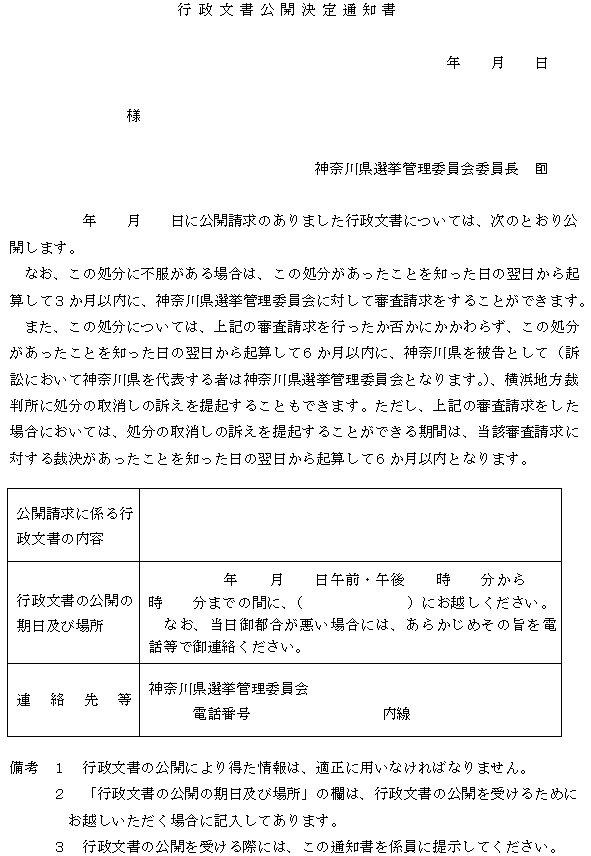 行政文書公開決定通知書
年　　月　　日
様
神奈川県選挙管理委員会委員長　印
年　　月　　日に公開請求のありました行政文書については、次のとおり公
開します。
なお、この処分に不服がある場合は、この処分があったことを知った日の翌日から起
算して3か月以内に、神奈川県選挙管理委員会に対して審査請求をすることができます。
また、この処分については、上記の審査請求を行ったか否かにかかわらず、この処分
があったことを知った日の翌日から起算して6か月以内に、神奈川県を被告として（訴
訟において神奈川県を代表する者は神奈川県選挙管理委員会となります。）、横浜地方裁
判所に処分の取消しの訴えを提起することもできます。ただし、上記の審査請求をした
場合においては、処分の取消しの訴えを提起することができる期間は、当該審査請求に
対する裁決があったことを知った日の翌日から起算して6か月以内となります。
公開請求に係る行
政文書の内容
行政文書の公開の
期日及び場所
年　　月　　日午前・午後　　時　　分から
時　　分までの間に、（　　　　　　　）にお越しください。
なお、当日御都合が悪い場合には、あらかじめその旨を電
話等で御連絡ください。
連　絡　先　等
神奈川県選挙管理委員会
電話番号　　　　　　　　　内線
備考　1　行政文書の公開により得た情報は、適正に用いなければなりません。
2　「行政文書の公開の期日及び場所」の欄は、行政文書の公開を受けるために
お越しいただく場合に記入してあります。
3　行政文書の公開を受ける際には、この通知書を係員に提示してください。